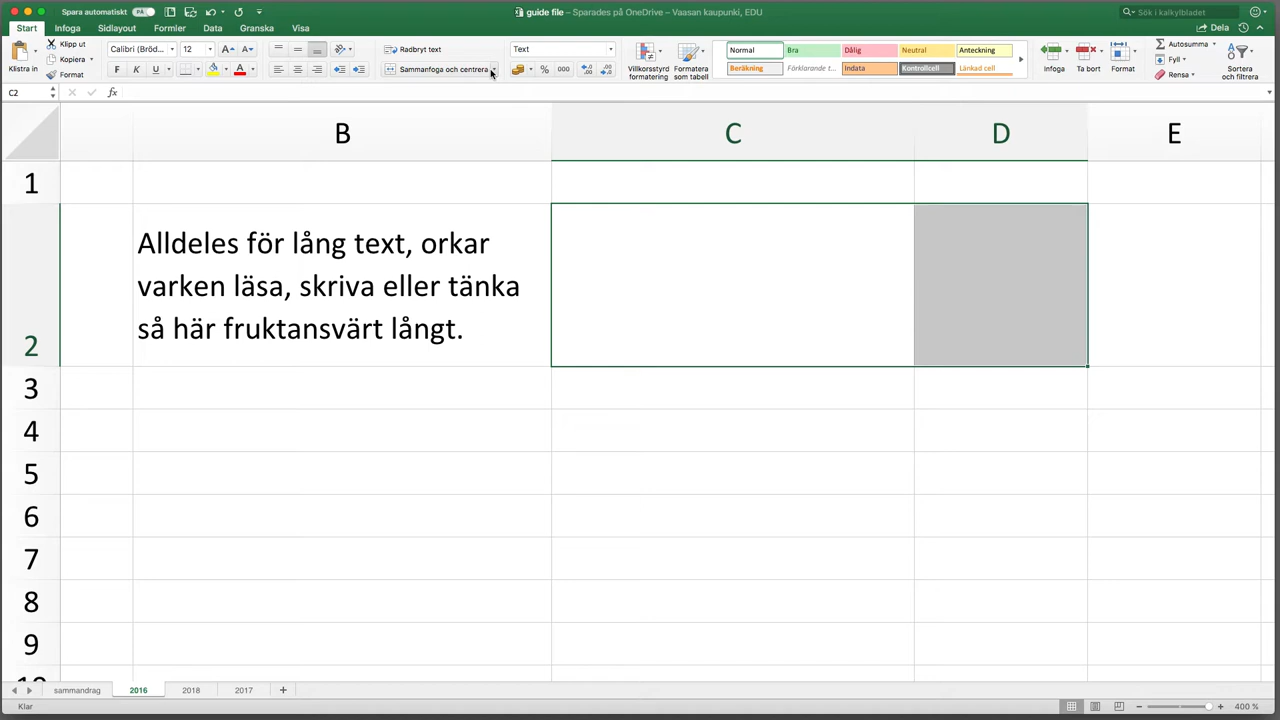 Spara automatiskt PÅ guide file – Sparades på OneDrive – Vaasan kaupunki, EDU Sök i kalkylbladet
Start Infoga Sidlayout Formler Data Granska Visa Dela
Klistra in Klipp ut Kopiera Format
Calibri (Bröd... 12 A A
F K A
Radbryt text
Sammanfoga och centrera
Text
% 000
Villkorsstyrd formatering
Formatera som tabell
Normal Bra Dålig Neutral Anteckning
Beräkning Förklarande t... Indata Kontrollcell Länkad cell
Infoga Ta bort Format
Autosumma Fyll Rensa
Sortera och filtrera
C2 fx
B C D E
1
2
Alldeles för lång text, orkar
varken läsa, skriva eller tänka
så här fruktansvärt långt.
3
4
5
6
7
8
9
sammandrag 2016 2018 2017 +
Klar 400 %